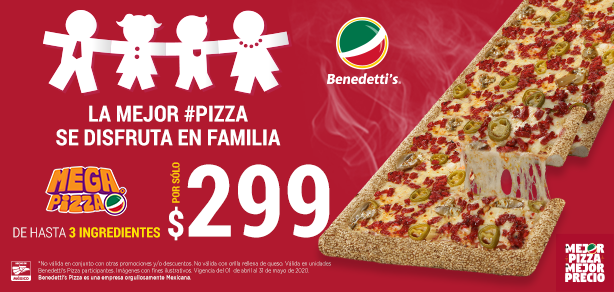 Benedetti's®
LA MEJOR #PIZZA
SE DISFRUTA EN FAMILIA
MEGA
PIZZA
DE HASTA 3 INGREDIENTES
POR SÓLO
$299
*No válida en conjunto con otras promociones y/o descuentos. No válida con orilla rellena de queso. Válida en unidades
Benedetti's Pizza participantes. Imágenes con fines ilustrativos. Vigencia del 01 de abril al 31 de mayo de 2020.
Benedetti's Pizza es una empresa orgullosamente Mexicana.
MEJOR
PIZZA
MEJOR
PRECIO